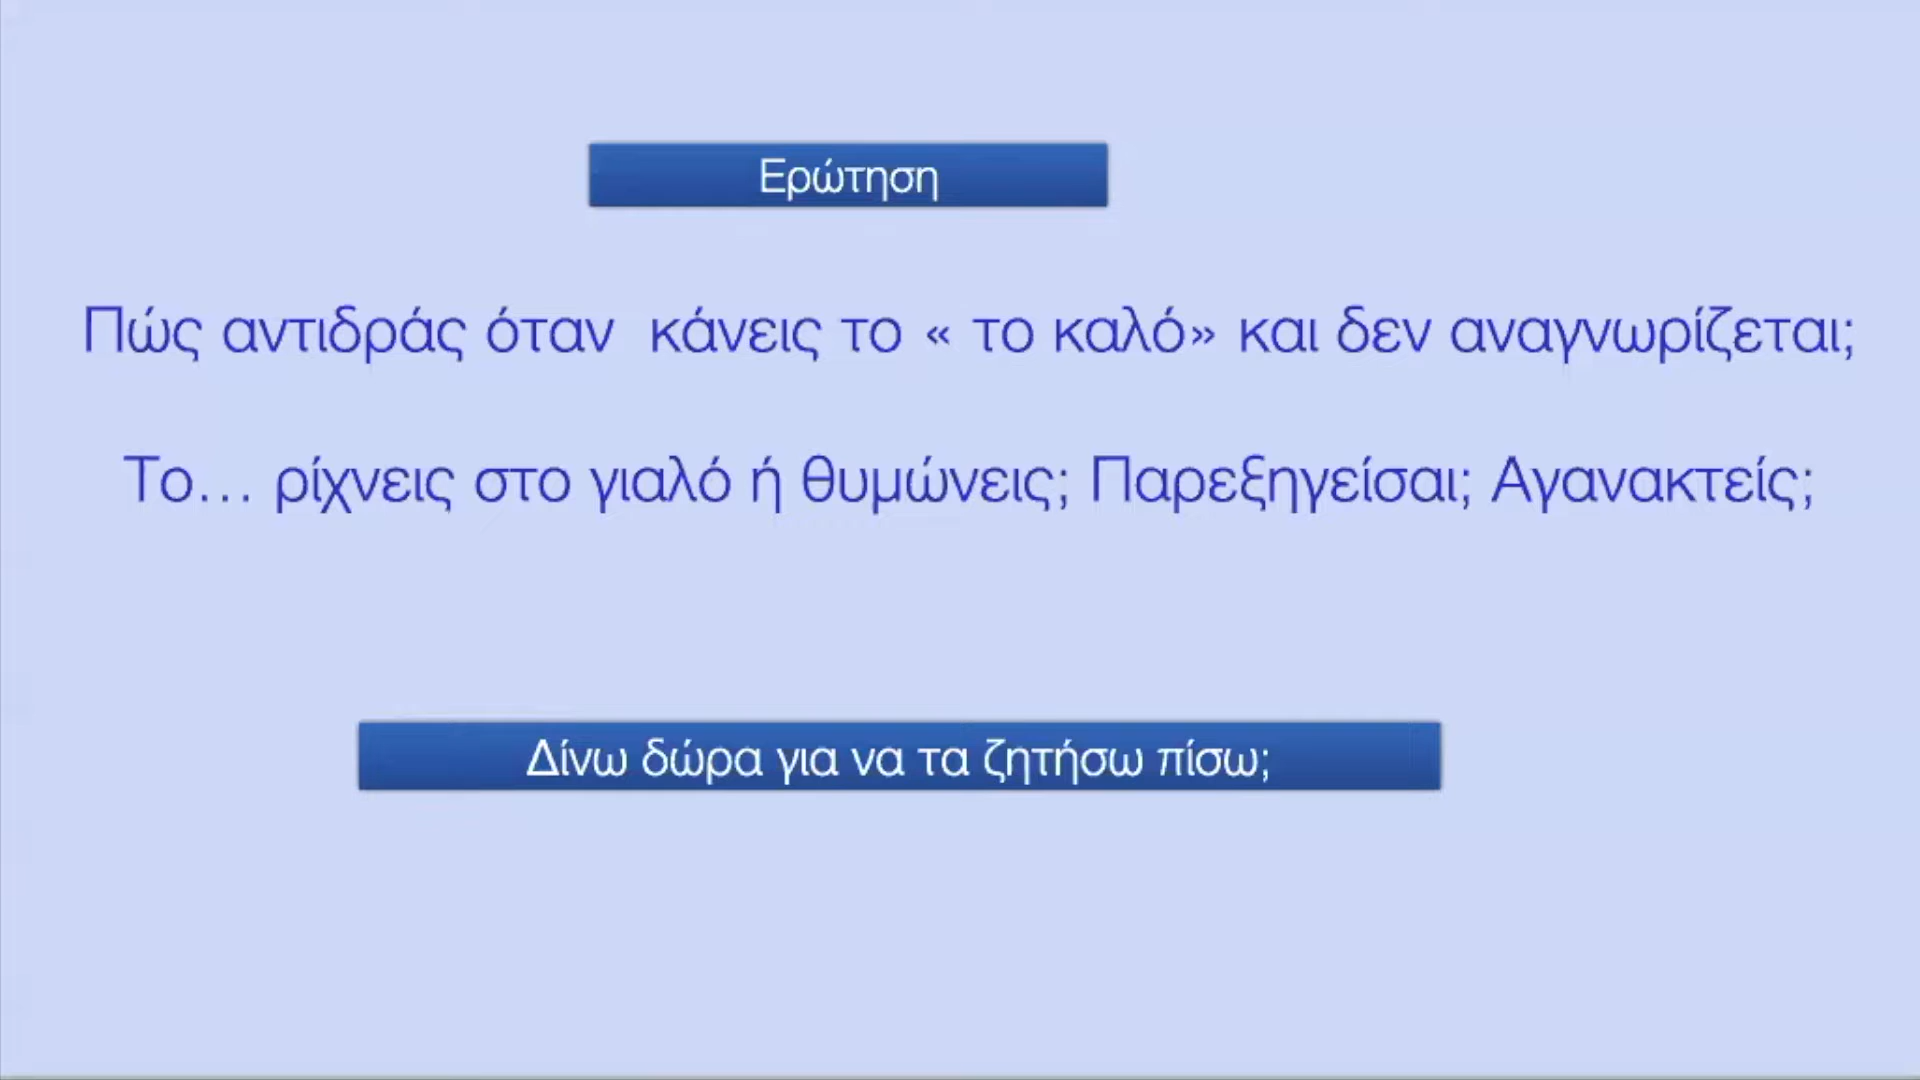 Ερώτηση
Πώς αντιδράς όταν κάνεις το « το καλό» και δεν αναγνωρίζεται;
Το... ρίχνεις στο γιαλό ή θυμώνεις; Παρεξηγείσαι; Αγανακτείς;
Δίνω δώρα για να τα ζητήσω πίσω;